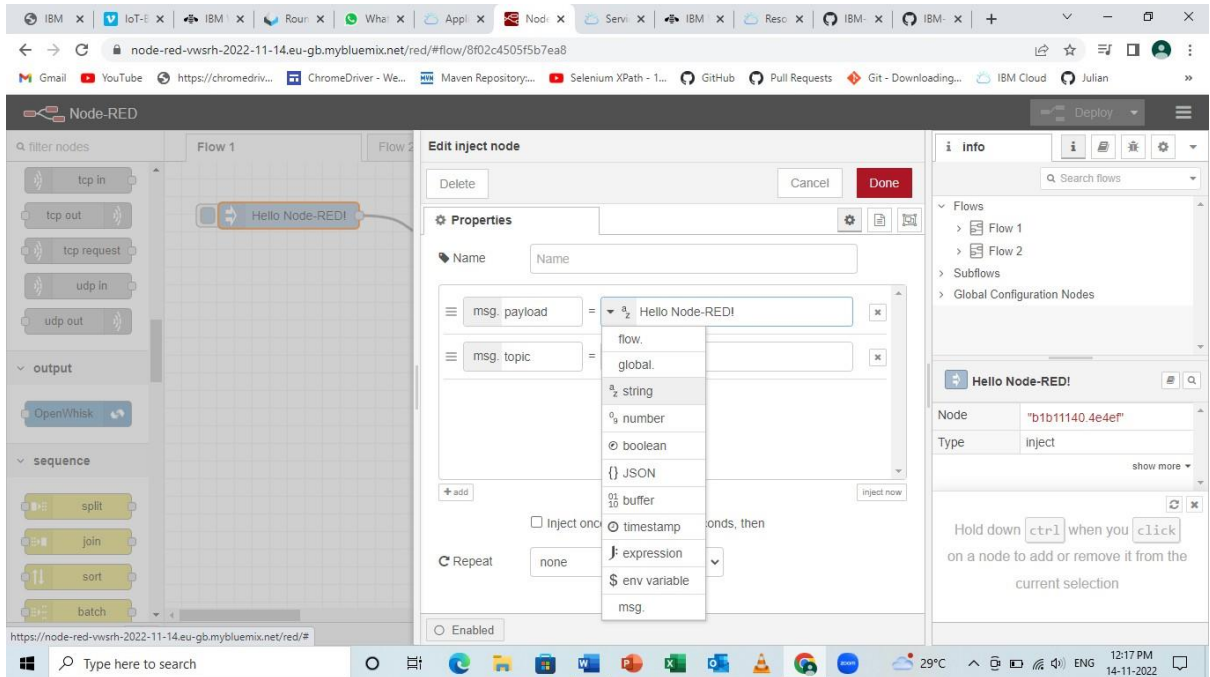 IBM IoT-E IBM Roun What Appl Node Servi IBM Reso IBM- IBM-
node-red-vwsrh-2022-11-14.eu-gb.mybluemix.net/red/#flow/8f02c4505f5b7ea8
Gmail YouTube https://chromedriv... ChromeDriver - We... Maven Repository:... Selenium XPath - 1... GitHub Pull Requests Git - Downloading... IBM Cloud Julian »
Node-RED Deploy
filter nodes
tcp in
tcp out
tcp request
udp in
udp out
output
OpenWhisk
sequence
split
join
sort
batch
Flow 1 Flow 2
Hello Node-RED!
Edit inject node
Delete Cancel Done
Properties
Name Name
msg. payload = az Hello Node-RED!
msg. topic =
flow.
global.
az string
09 number
boolean
{} JSON
0110 buffer
timestamp
J: expression
$ env variable
msg.
+ add inject now
Inject once onds, then
Repeat none
Enabled
i info i
Search flows
Flows
Flow 1
Flow 2
Subflows
Global Configuration Nodes
Hello Node-RED!
Node "b1b11140.4e4ef"
Type inject
show more
Hold down ctrl when you click
on a node to add or remove it from the
current selection
https://node-red-vwsrh-2022-11-14.eu-gb.mybluemix.net/red/#
Type here to search 29°C ENG 12:17 PM
14-11-2022